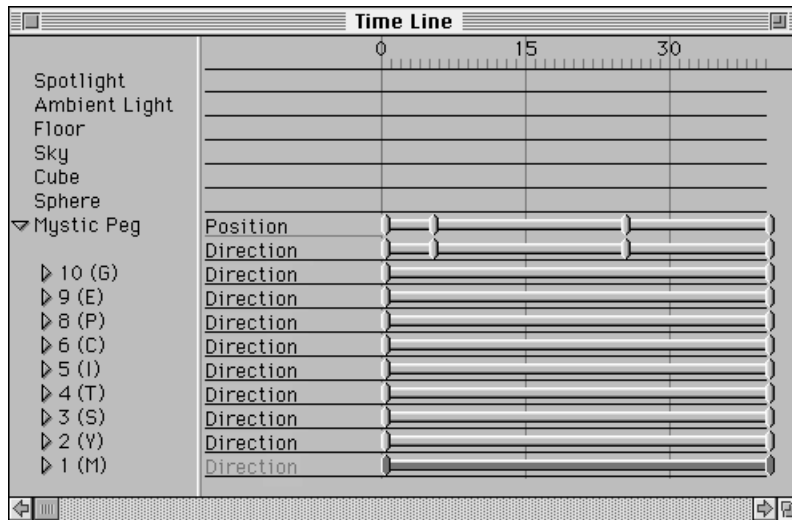 Time Line
0 15 30
Spotlight
Ambient Light
Floor
Sky
Cube
Sphere
Mystic Peg Position
Direction
10 (G) Direction
9 (E) Direction
8 (P) Direction
6 (C) Direction
5 (I) Direction
4 (T) Direction
3 (S) Direction
2 (Y) Direction
1 (M) Direction